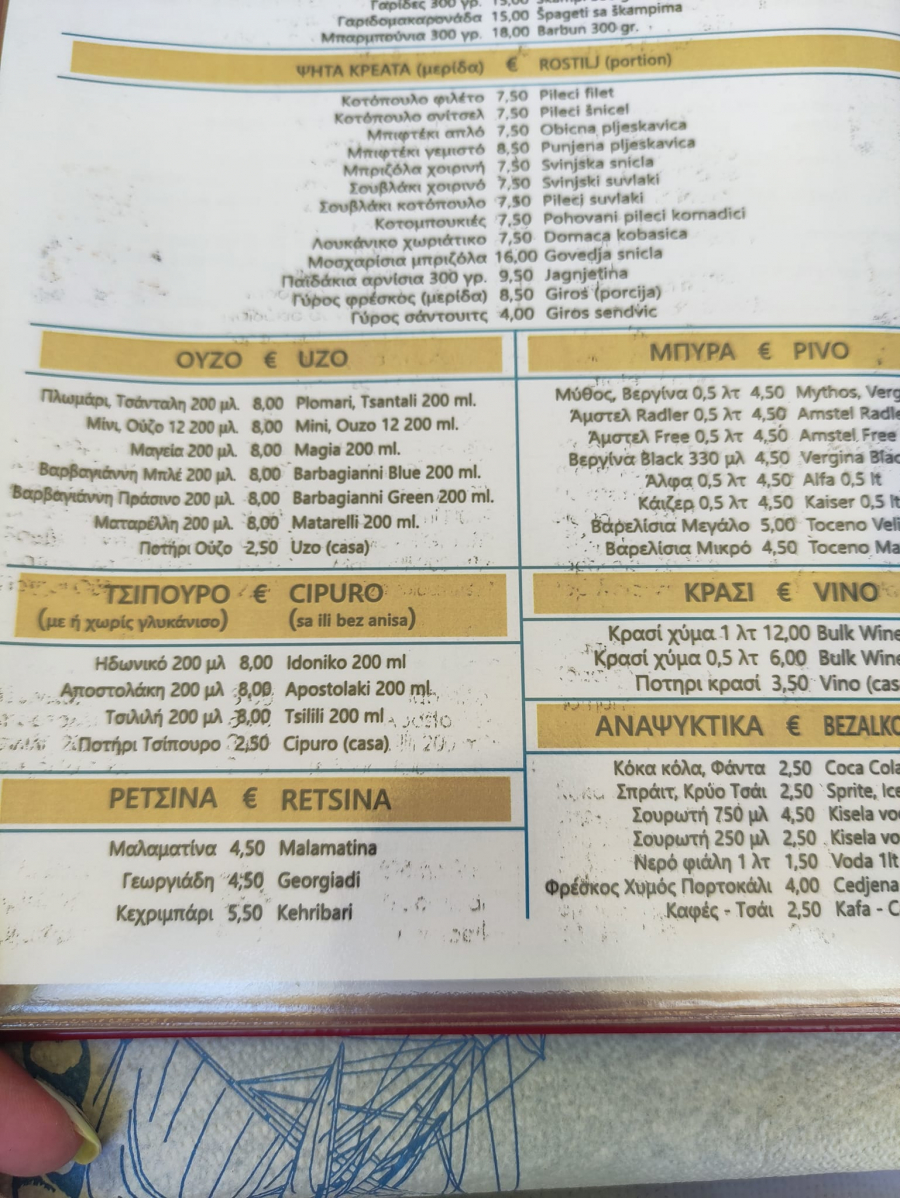 Γαρίδες 300 γρ. 15,00
Γαριδομακαρονάδα 15,00 Špageti sa škampima
Μπαρμπούνια 300 γρ. 18,00 Barbun 300 gr.
ΨΗΤΑ ΚΡΕΑΤΑ (μερίδα) € ROSTILJ (portion)
Κοτόπουλο φιλέτο 7,50 Pileci filet
Κοτόπουλο σνίτσελ 7,50 Pileci šnicel
Μπιφτέκι απλό 7,50 Obicna pljeskavica
Μπιφτέκι γεμιστό 8,50 Punjena pljeskavica
Μπριζόλα χοιρινή 7,50 Svinjska snicla
Σουβλάκι χοιρινό 7,50 Svinjski suvlaki
Σουβλάκι κοτόπουλο 7,50 Pileci suvlaki
Κοτομπουκιές 7,50 Pohovani pileci komadici
Λουκάνικο χωριάτικο 7,50 Domaca kobasica
Μοσχαρίσια μπριζόλα 16,00 Govedja snicla
Παϊδάκια αρνίσια 300 γρ. 9,50 Jagnjetina
Γύρος φρέσκος (μερίδα) 8,50 Giros (porcija)
Γύρος σάντουιτς 4,00 Giros sendvic
ΟΥΖΟ € UZO
Πλωμάρι, Τσάνταλη 200 μλ. 8,00 Plomari, Tsantali 200 ml.
Μίνι, Ούζο 12 200 μλ. 8,00 Mini, Ouzo 12 200 ml.
Μαγεία 200 μλ. 8,00 Magia 200 ml.
Βαρβαγιάννη Μπλέ 200 μλ. 8,00 Barbagianni Blue 200 ml.
Βαρβαγιάννη Πράσινο 200 μλ. 8,00 Barbagianni Green 200 ml.
Ματαρέλλη 200 μλ. 8,00 Matarelli 200 ml.
Ποτήρι Ούζο 2,50 Uzo (casa)
ΤΣΙΠΟΥΡΟ € CIPURO
(με ή χωρίς γλυκάνισο) (sa ili bez anisa)
Ηδωνικό 200 μλ 8,00 Idoniko 200 ml
Αποστολάκη 200 μλ 8,00 Apostolaki 200 ml.
Τσιλιλή 200 μλ 8,00 Tsilili 200 ml
Ποτήρι Τσίπουρο 2,50 Cipuro (casa)
ΡΕΤΣΙΝΑ € RETSINA
Μαλαματίνα 4,50 Malamatina
Γεωργιάδη 4,50 Georgiadi
Κεχριμπάρι 5,50 Kehribari
ΜΠΥΡΑ € PIVO
Μύθος, Βεργίνα 0,5 λτ 4,50 Mythos, Verg
Άμστελ Radler 0,5 λτ 4,50 Amstel Radle
Άμστελ Free 0,5 λτ 4,50 Amstel Free
Βεργίνα Black 330 μλ 4,50 Vergina Blac
Άλφα 0,5 λτ 4,50 Alfa 0,5 lt
Κάιζερ 0,5 λτ 4,50 Kaiser 0,5 lt
Βαρελίσια Μεγάλο 5,00 Toceno Veli
Βαρελίσια Μικρό 4,50 Toceno Ma
ΚΡΑΣΙ € VINO
Κρασί χύμα 1 λτ 12,00 Bulk Wine
Κρασί χύμα 0,5 λτ 6,00 Bulk Wine
Ποτηρι κρασί 3,50 Vino (cas
ΑΝΑΨΥΚΤΙΚΑ € BEZALKO
Κόκα κόλα, Φάντα 2,50 Coca Cola
Σπράιτ, Κρύο Τσάι 2,50 Sprite, Ice
Σουρωτή 750 μλ 4,50 Kisela vo
Σουρωτή 250 μλ 2,50 Kisela vo
Νερό φιάλη 1 λτ 1,50 Voda 1lt
Φρέσκος Χυμός Πορτοκάλι 4,00 Cedjena
Καφές - Τσάι 2,50 Kafa - C